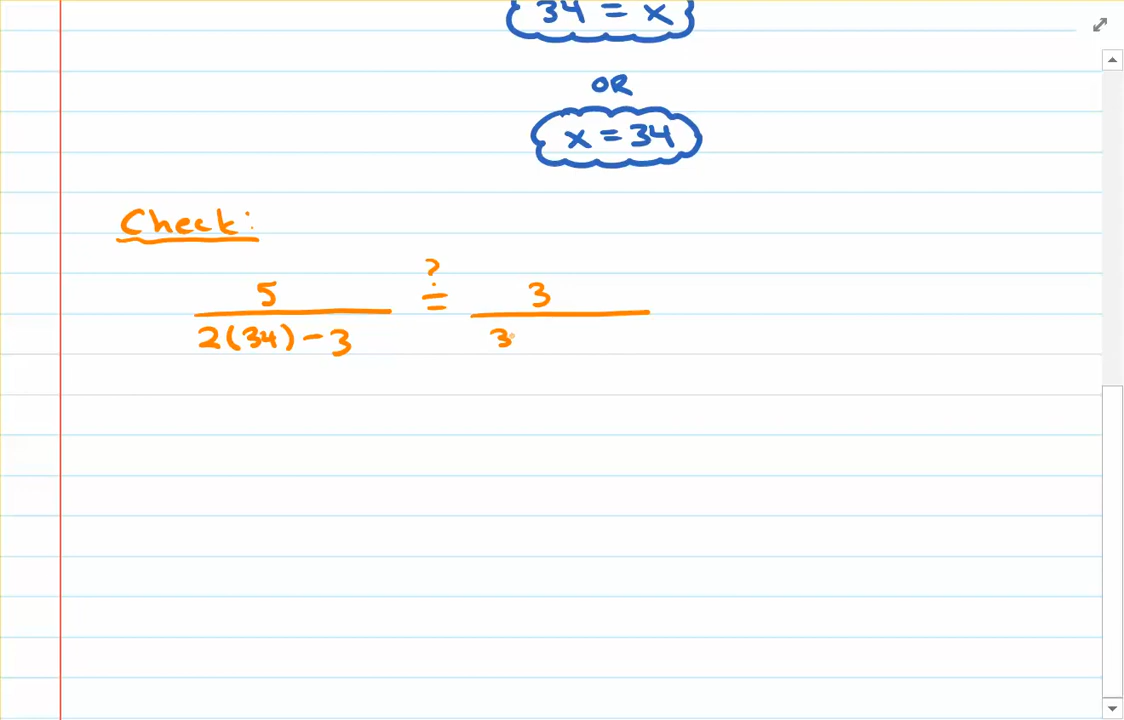 34 = x
OR
x = 34
Check:
5/(2(34) - 3) ≟ 3/3